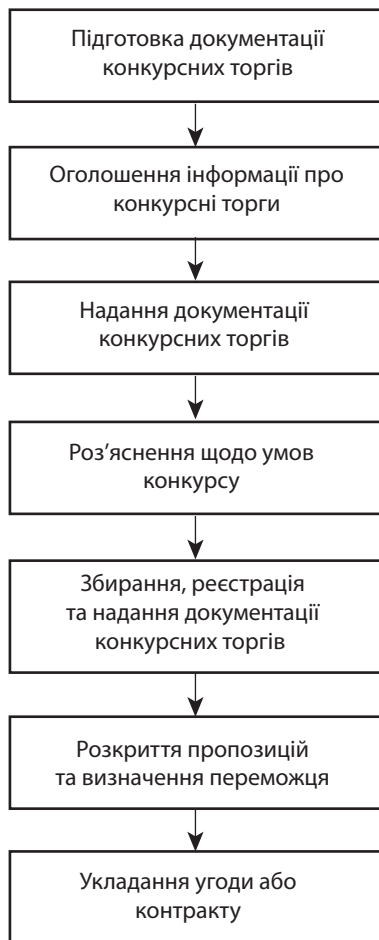 Підготовка документації
конкурсних торгів
Оголошення інформації про
конкурсні торги
Надання документації
конкурсних торгів
Роз’яснення щодо умов
конкурсу
Збирання, реєстрація
та надання документації
конкурсних торгів
Розкриття пропозицій
та визначення переможця
Укладання угоди або
контракту